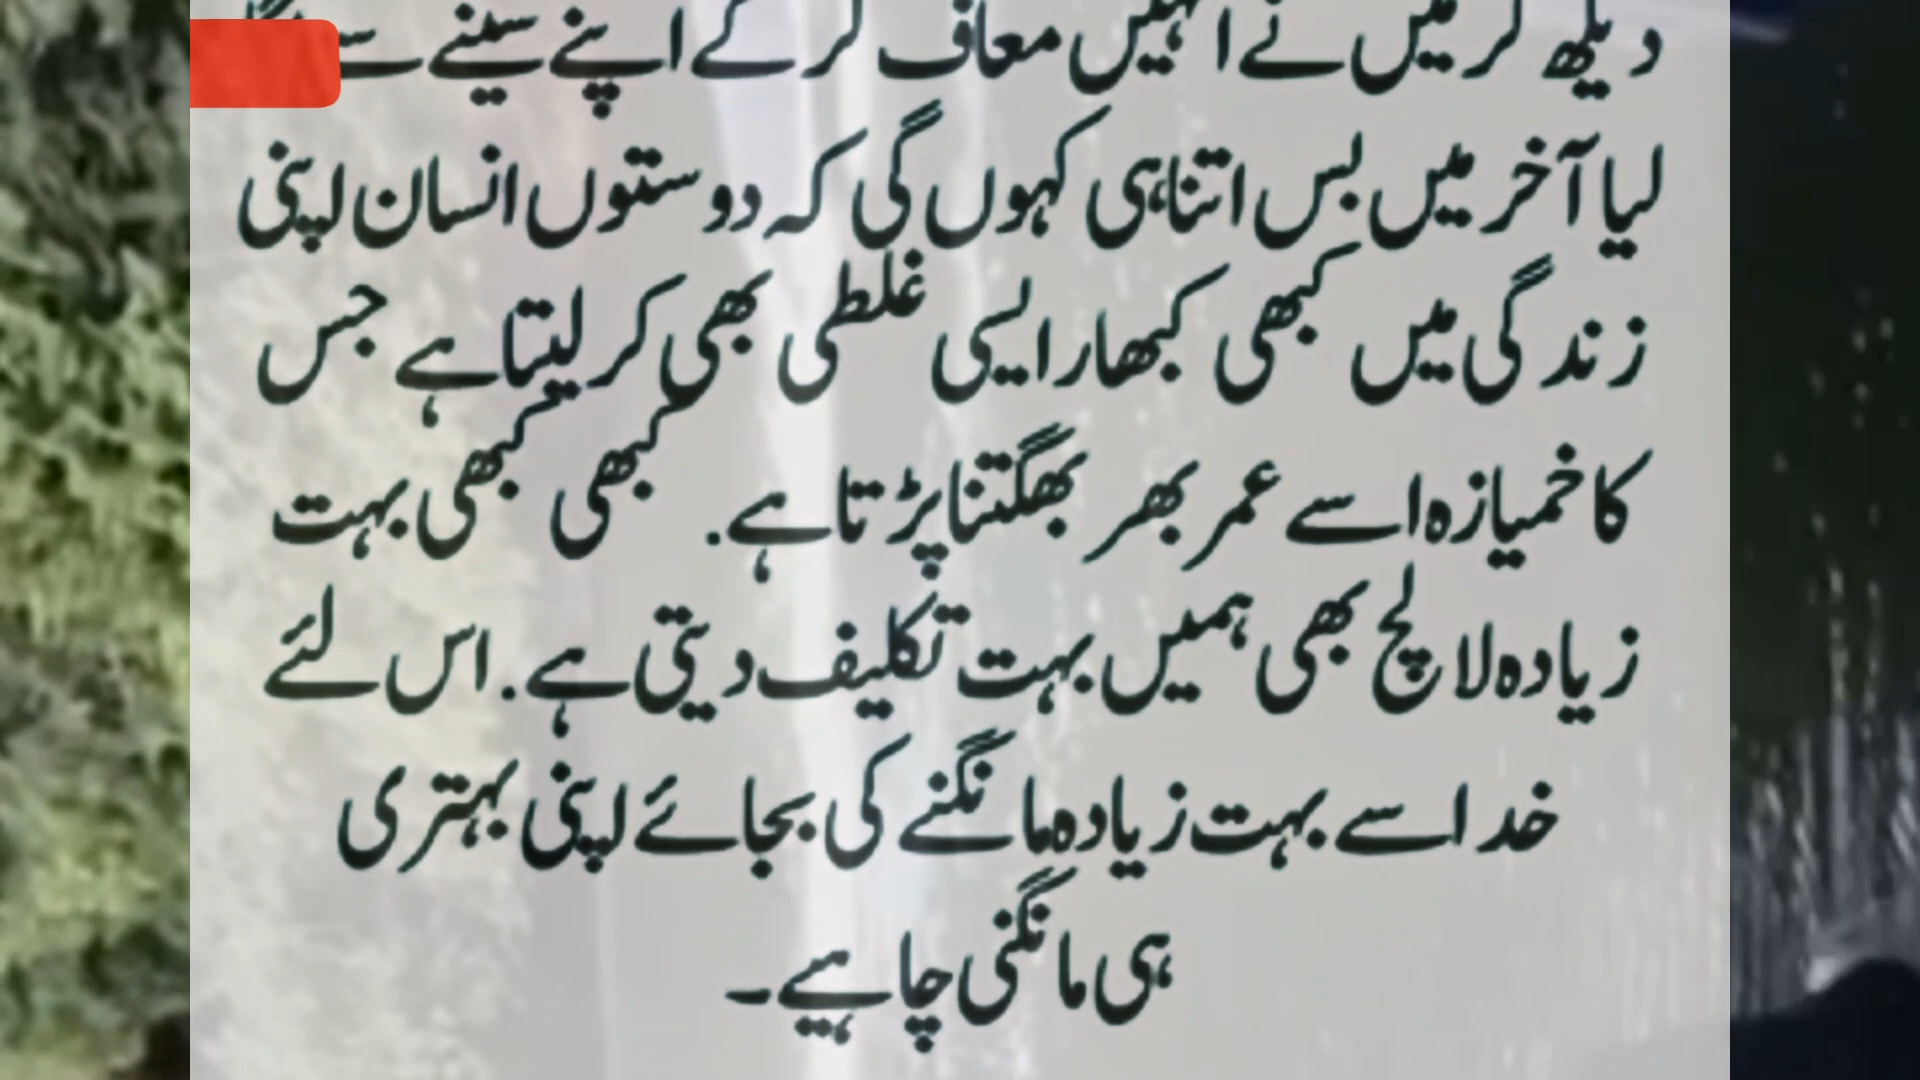 دیکھ کر میں نے انہیں معاف کر کے اپنے سینے سے
لیا آخر میں بس اتنا ہی کہوں گی کہ دوستوں انسان اپنی
زندگی میں کبھی کبھار ایسی غلطی بھی کر لیتا ہے جس
کا خمیازہ اسے عمر بھر بھگتنا پڑتا ہے. کبھی کبھی بہت
زیادہ لالچ بھی ہمیں بہت تکلیف دیتی ہے. اس لئے
خدا سے بہت زیادہ مانگنے کی بجائے اپنی بہتری
ہی مانگنی چاہیے۔